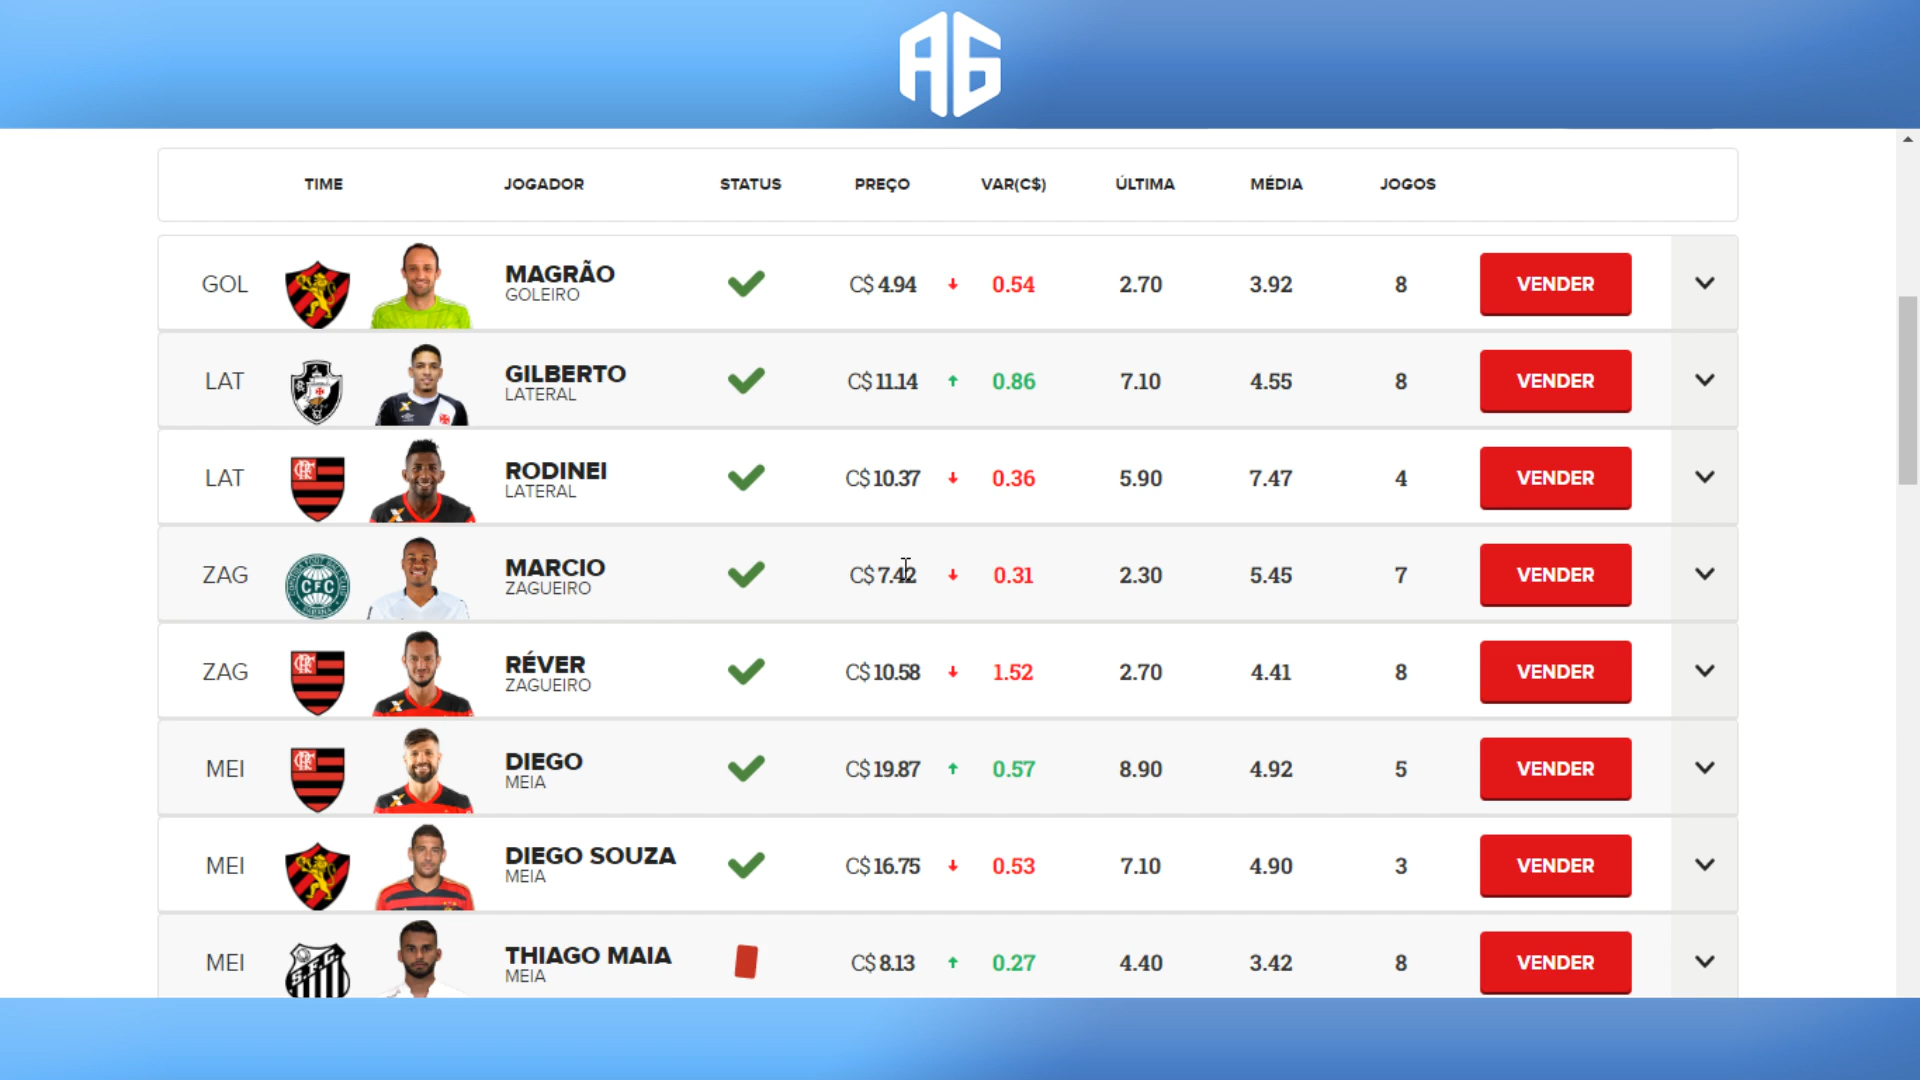 AG
TIME JOGADOR STATUS PREÇO VAR(C$) ÚLTIMA MÉDIA JOGOS
GOL MAGRÃO GOLEIRO C$ 4.94 0.54 2.70 3.92 8 VENDER
LAT GILBERTO LATERAL C$ 11.14 0.86 7.10 4.55 8 VENDER
LAT RODINEI LATERAL C$ 10.37 0.36 5.90 7.47 4 VENDER
ZAG CFC MARCIO ZAGUEIRO C$ 7.42 0.31 2.30 5.45 7 VENDER
ZAG RÉVER ZAGUEIRO C$ 10.58 1.52 2.70 4.41 8 VENDER
MEI DIEGO MEIA C$ 19.87 0.57 8.90 4.92 5 VENDER
MEI DIEGO SOUZA MEIA C$ 16.75 0.53 7.10 4.90 3 VENDER
MEI S.F.C. THIAGO MAIA MEIA C$ 8.13 0.27 4.40 3.42 8 VENDER